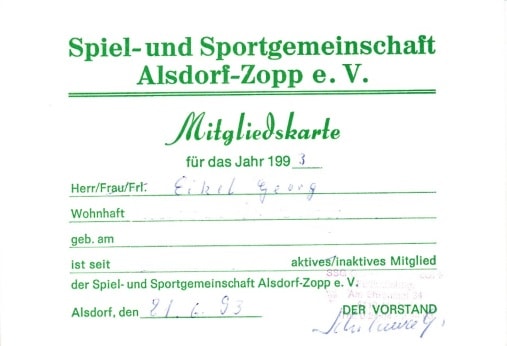 Spiel- und Sportgemeinschaft
Alsdorf-Zopp e. V.
Mitgliedskarte
für das Jahr 1993
Herr/Frau/Frl. Eikel Georg
Wohnhaft
geb. am
ist seit aktives/inaktives Mitglied
der Spiel- und Sportgemeinschaft Alsdorf-Zopp e. V.
Alsdorf, den 21.6.93 DER VORSTAND